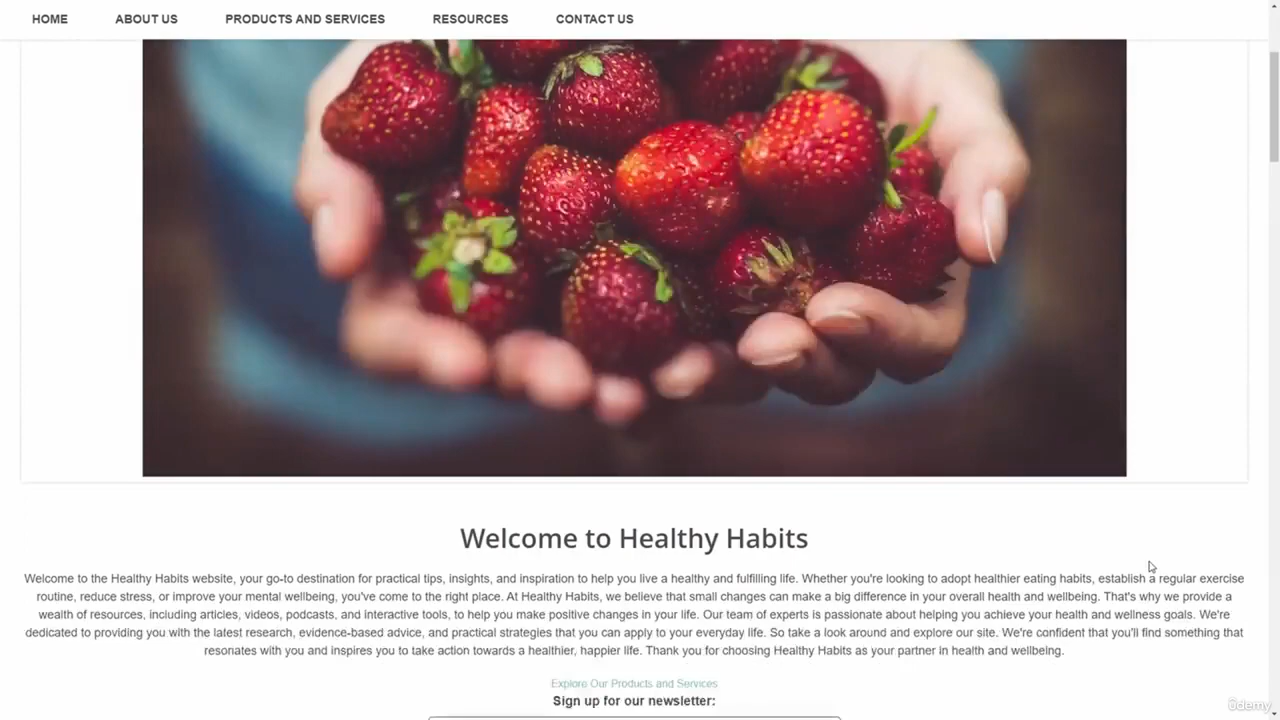 HOME ABOUT US PRODUCTS AND SERVICES RESOURCES CONTACT US
Welcome to Healthy Habits
Welcome to the Healthy Habits website, your go-to destination for practical tips, insights, and inspiration to help you live a healthy and fulfilling life. Whether you're looking to adopt healthier eating habits, establish a regular exercise
routine, reduce stress, or improve your mental wellbeing, you've come to the right place. At Healthy Habits, we believe that small changes can make a big difference in your overall health and wellbeing. That's why we provide a
wealth of resources, including articles, videos, podcasts, and interactive tools, to help you make positive changes in your life. Our team of experts is passionate about helping you achieve your health and wellness goals. We're
dedicated to providing you with the latest research, evidence-based advice, and practical strategies that you can apply to your everyday life. So take a look around and explore our site. We're confident that you'll find something that
resonates with you and inspires you to take action towards a healthier, happier life. Thank you for choosing Healthy Habits as your partner in health and wellbeing.
Explore Our Products and Services
Sign up for our newsletter:
ûdemy